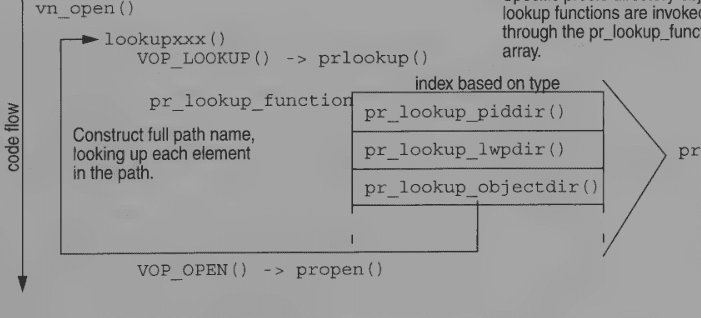 vn_open()
lookup functions are invoked
through the pr_lookup_funct
array.
lookupxxx()
VOP_LOOKUP() -> prlookup()
index based on type
pr_lookup_function
pr_lookup_piddir()
Construct full path name,
looking up each element
in the path.
pr_lookup_lwpdir()
pr
pr_lookup_objectdir()
code flow
VOP_OPEN() -> propen()